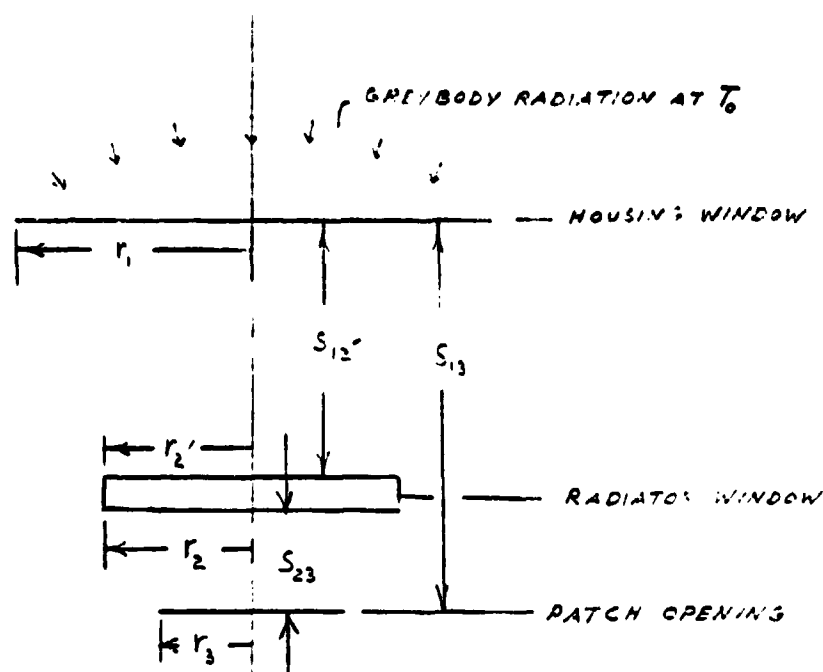 GREYBODY RADIATION AT T₀
HOUSING WINDOW
r₁
S₁₂′
S₁₃
r₂′
RADIATOR WINDOW
r₂
S₂₃
PATCH OPENING
r₃